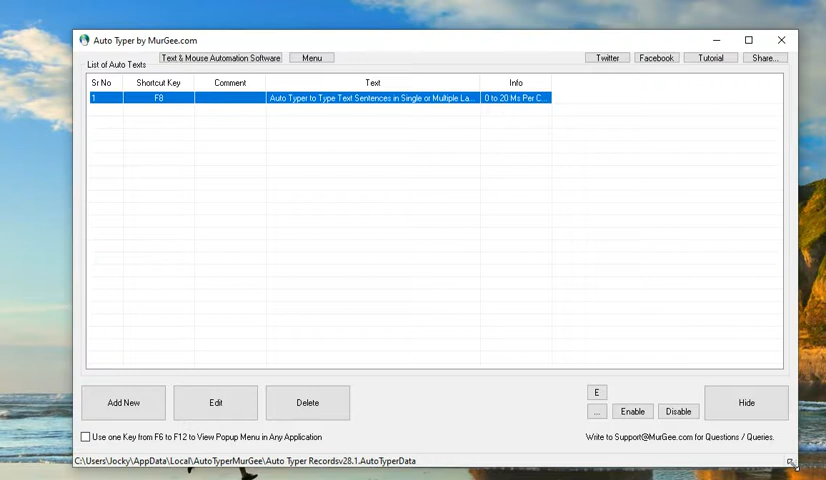 Auto Typer by MurGee.com
Text & Mouse Automation Software Menu Twitter Facebook Tutorial Share...
List of Auto Texts
Sr No Shortcut Key Comment Text Info
1 F8 Auto Typer to Type Text Sentences in Single or Multiple La... 0 to 20 Ms Per C...
Add New Edit Delete E Hide
... Enable Disable
Use one Key from F6 to F12 to View Popup Menu in Any Application Write to Support@MurGee.com for Questions / Queries.
C:\Users\Jocky\AppData\Local\AutoTyperMurGee\Auto Typer Recordsv28.1.AutoTyperData